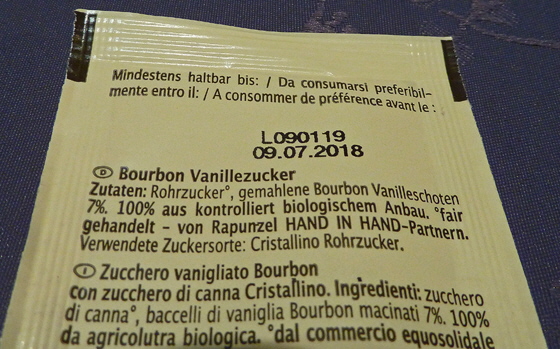 Mindestens haltbar bis: / Da consumarsi preferibil-
mente entro il: / A consommer de préférence avant le :
L090119
09.07.2018
D Bourbon Vanillezucker
Zutaten: Rohrzucker°, gemahlene Bourbon Vanilleschoten
7%. 100% aus kontrolliert biologischem Anbau. °fair
gehandelt – von Rapunzel HAND IN HAND-Partnern.
Verwendete Zuckersorte: Cristallino Rohrzucker.
I Zucchero vanigliato Bourbon
con zucchero di canna Cristallino. Ingredienti: zucchero
di canna°, baccelli di vaniglia Bourbon macinati 7%. 100%
da agricolutra biologica. °dal commercio equosolidale